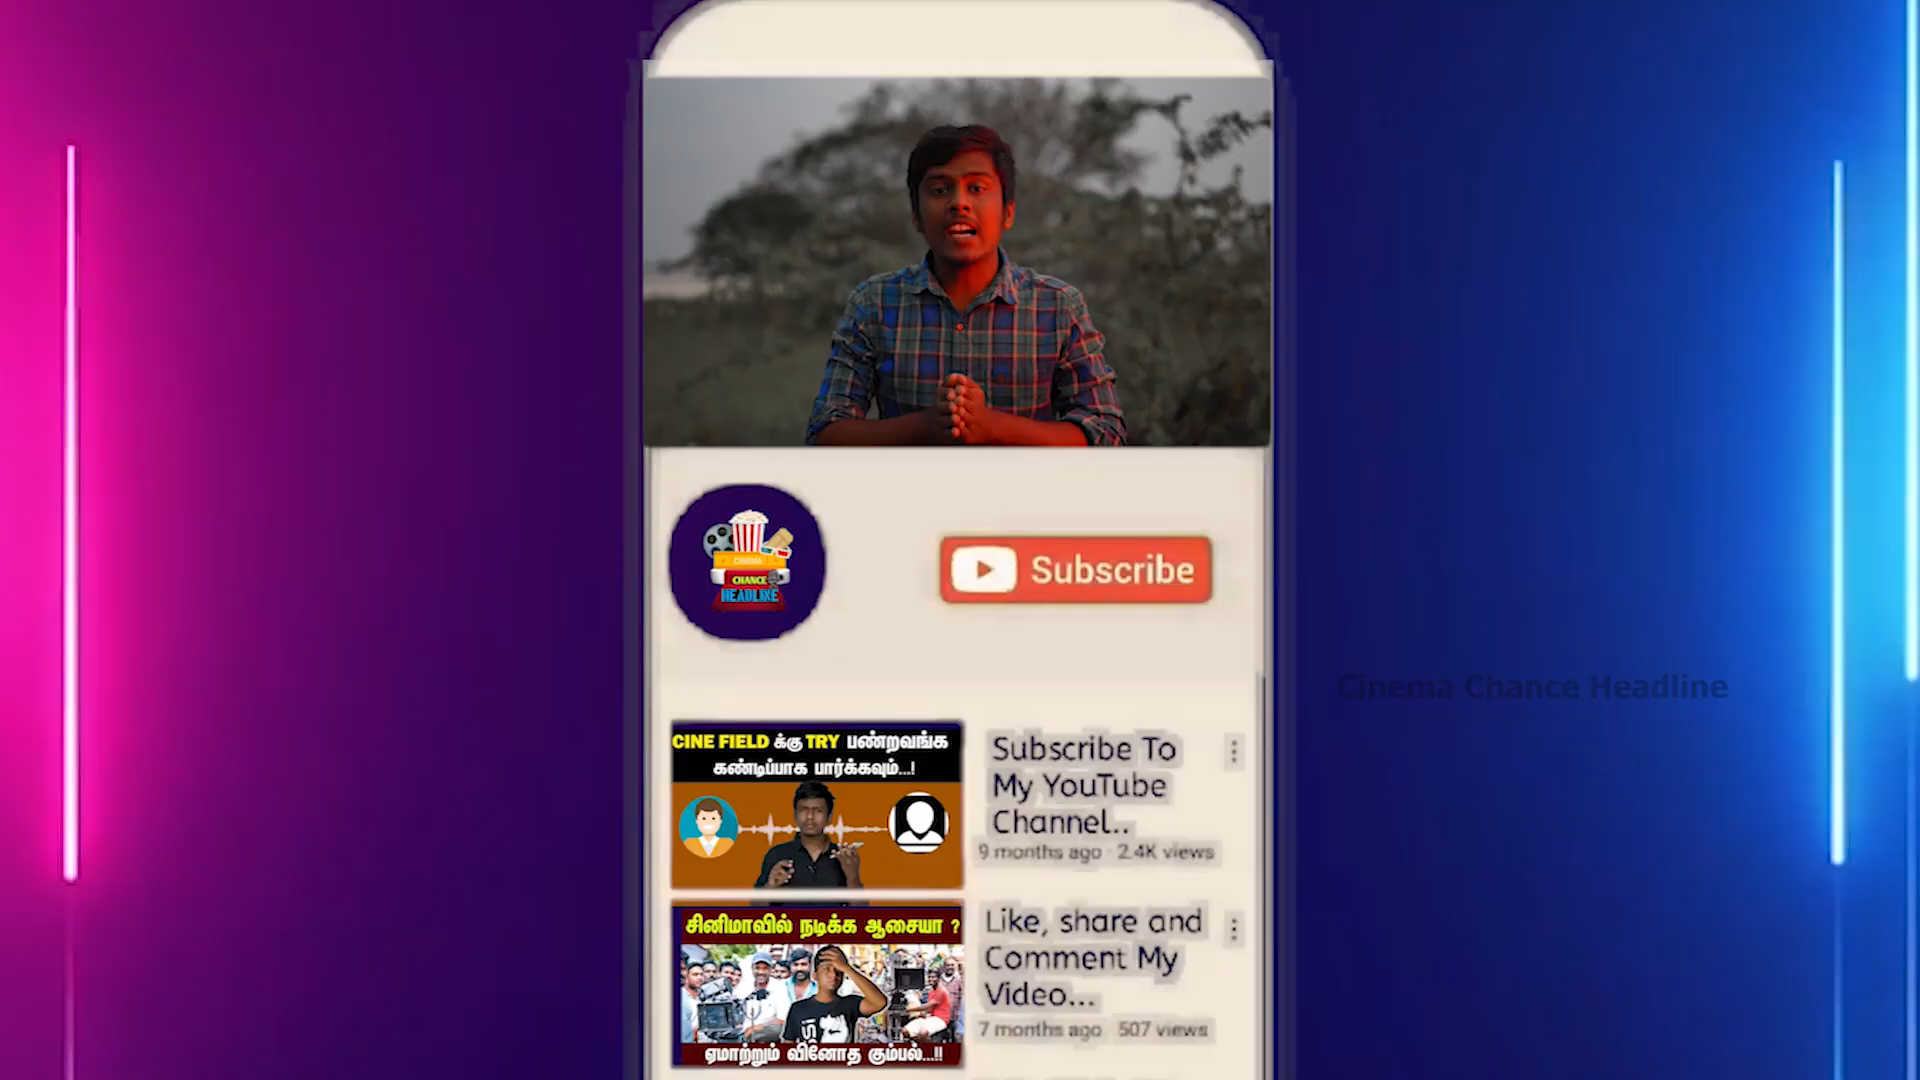 CINEMA
CHANCE
HEADLINE
Subscribe
Cinema Chance Headline
CINE FIELD க்கு TRY பண்றவங்க
கண்டிப்பாக பார்க்கவும்...!
Subscribe To
My YouTube
Channel..
9 months ago · 2.4K views
சினிமாவில் நடிக்க ஆசையா ?
ஏமாற்றும் வினோத கும்பல்...!!
Like, share and
Comment My
Video...
7 months ago 507 views